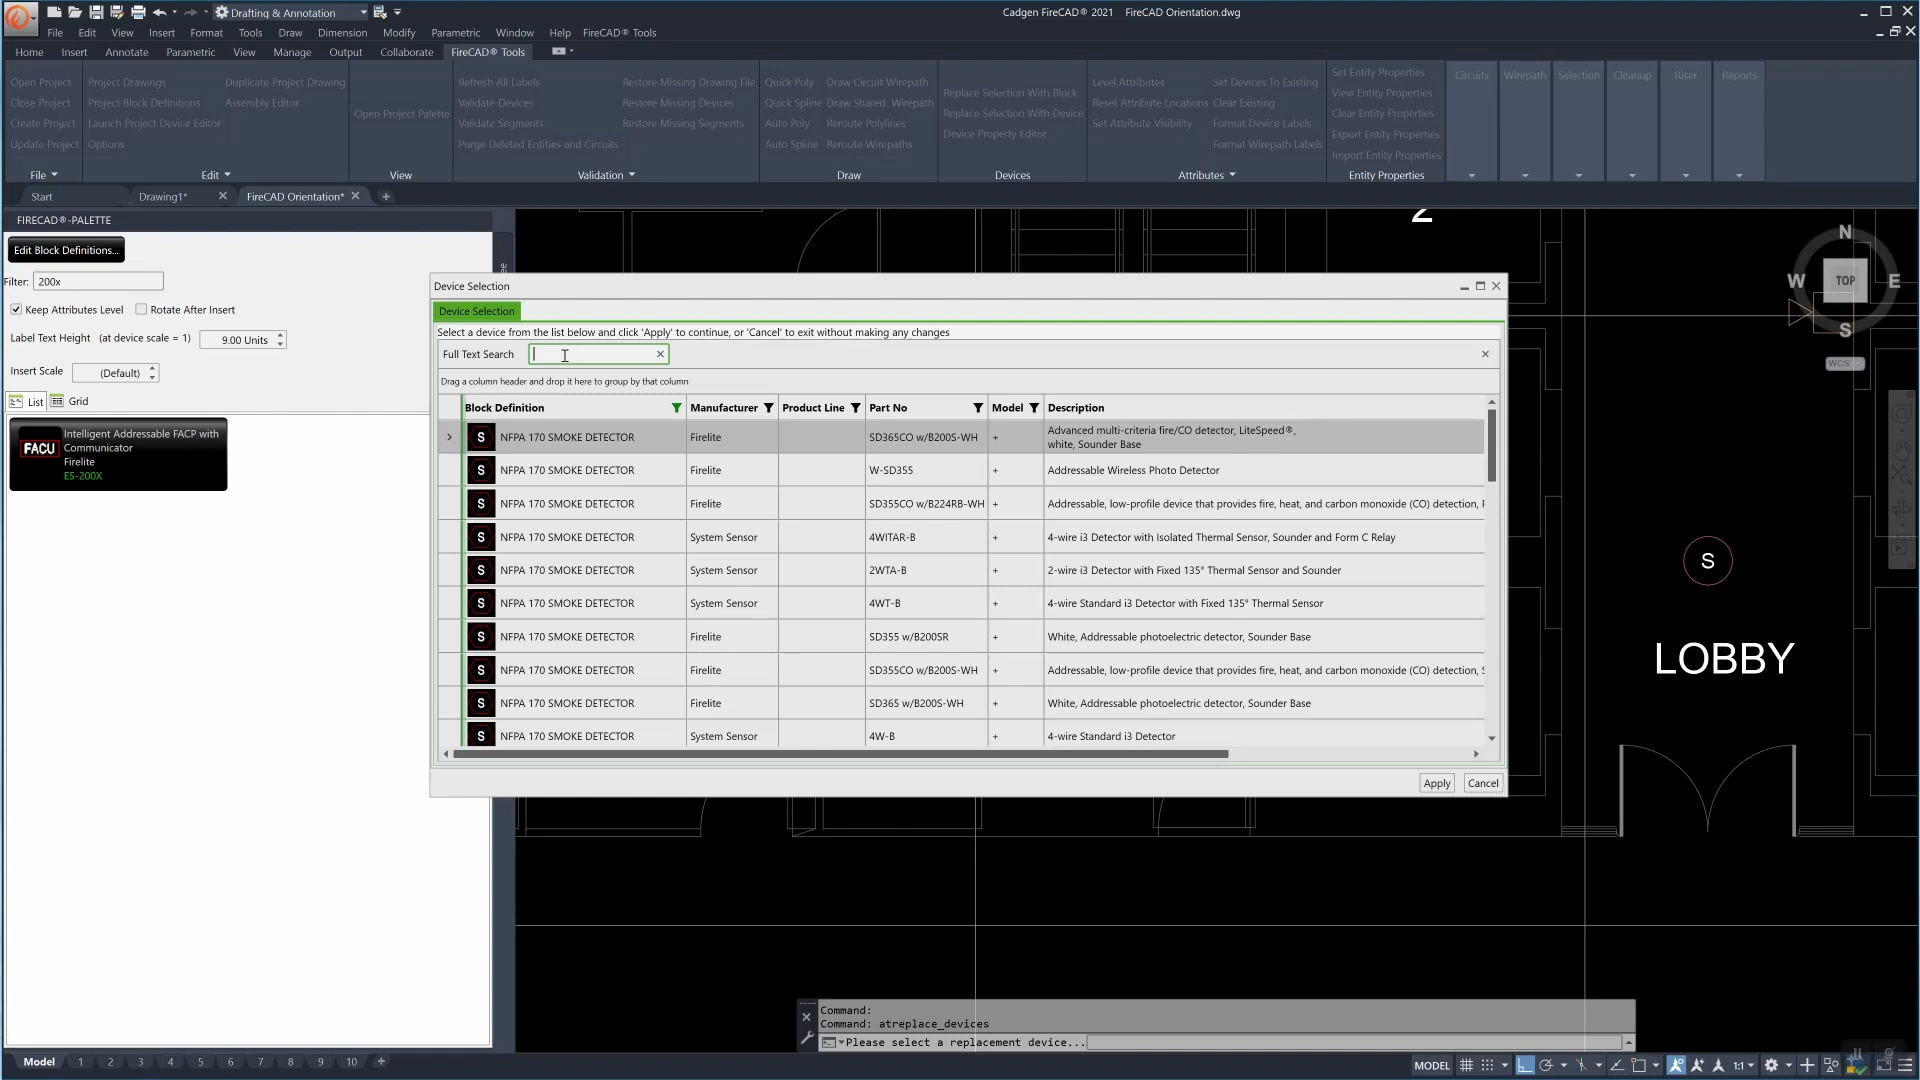 Drafting & Annotation
Cadgen FireCAD® 2021 FireCAD Orientation.dwg
File Edit View Insert Format Tools Draw Dimension Modify Parametric Window Help FireCAD® Tools
Home Insert Annotate Parametric View Manage Output Collaborate FireCAD® Tools
Open Project
Close Project
Create Project
Update Project
File
Project Drawings
Project Block Definitions
Launch Project Device Editor
Options
Duplicate Project Drawing
Assembly Editor
Edit
Open Project Palette
View
Refresh All Labels
Validate Devices
Validate Segments
Purge Deleted Entities and Circuits
Restore Missing Drawing File
Restore Missing Devices
Restore Missing Segments
Validation
Quick Poly
Quick Spline
Auto Poly
Auto Spline
Draw Circuit Wirepath
Draw Shared Wirepath
Reroute Polylines
Reroute Wirepaths
Draw
Replace Selection With Block
Replace Selection With Device
Device Property Editor
Devices
Level Attributes
Reset Attribute Locations
Set Attribute Visibility
Set Devices To Existing
Clear Existing
Format Device Labels
Format Wirepath Labels
Attributes
Set Entity Properties
View Entity Properties
Clear Entity Properties
Export Entity Properties
Import Entity Properties
Entity Properties
Circuits Wirepath Selection Cleanup Riser Reports
Start Drawing1* FireCAD Orientation*
FIRECAD®-PALETTE
Edit Block Definitions...
Filter: 200x
Keep Attributes Level Rotate After Insert
Label Text Height (at device scale = 1) 9.00 Units
Insert Scale (Default)
List Grid
FACU
Intelligent Addressable FACP with
Communicator
Firelite
ES-200X
Device Selection
Device Selection
Select a device from the list below and click 'Apply' to continue, or 'Cancel' to exit without making any changes
Full Text Search
Drag a column header and drop it here to group by that column
Block Definition Manufacturer Product Line Part No Model Description
S NFPA 170 SMOKE DETECTOR Firelite SD365CO w/B200S-WH + Advanced multi-criteria fire/CO detector, LiteSpeed®,
white, Sounder Base
S NFPA 170 SMOKE DETECTOR Firelite W-SD355 + Addressable Wireless Photo Detector
S NFPA 170 SMOKE DETECTOR Firelite SD355CO w/B224RB-WH + Addressable, low-profile device that provides fire, heat, and carbon monoxide (CO) detection,
S NFPA 170 SMOKE DETECTOR System Sensor 4WITAR-B + 4-wire i3 Detector with Isolated Thermal Sensor, Sounder and Form C Relay
S NFPA 170 SMOKE DETECTOR System Sensor 2WTA-B + 2-wire i3 Detector with Fixed 135° Thermal Sensor and Sounder
S NFPA 170 SMOKE DETECTOR System Sensor 4WT-B + 4-wire Standard i3 Detector with Fixed 135° Thermal Sensor
S NFPA 170 SMOKE DETECTOR Firelite SD355 w/B200SR + White, Addressable photoelectric detector, Sounder Base
S NFPA 170 SMOKE DETECTOR Firelite SD355CO w/B200S-WH + Addressable, low-profile device that provides fire, heat, and carbon monoxide (CO) detection,
S NFPA 170 SMOKE DETECTOR Firelite SD365 w/B200S-WH + White, Addressable photoelectric detector, Sounder Base
S NFPA 170 SMOKE DETECTOR System Sensor 4W-B + 4-wire Standard i3 Detector
Apply Cancel
2
N
W TOP E
S
WCS
S
LOBBY
Command:
Command: atreplace_devices
Please select a replacement device...
Model 1 2 3 4 5 6 7 8 9 10 +
MODEL 1:1